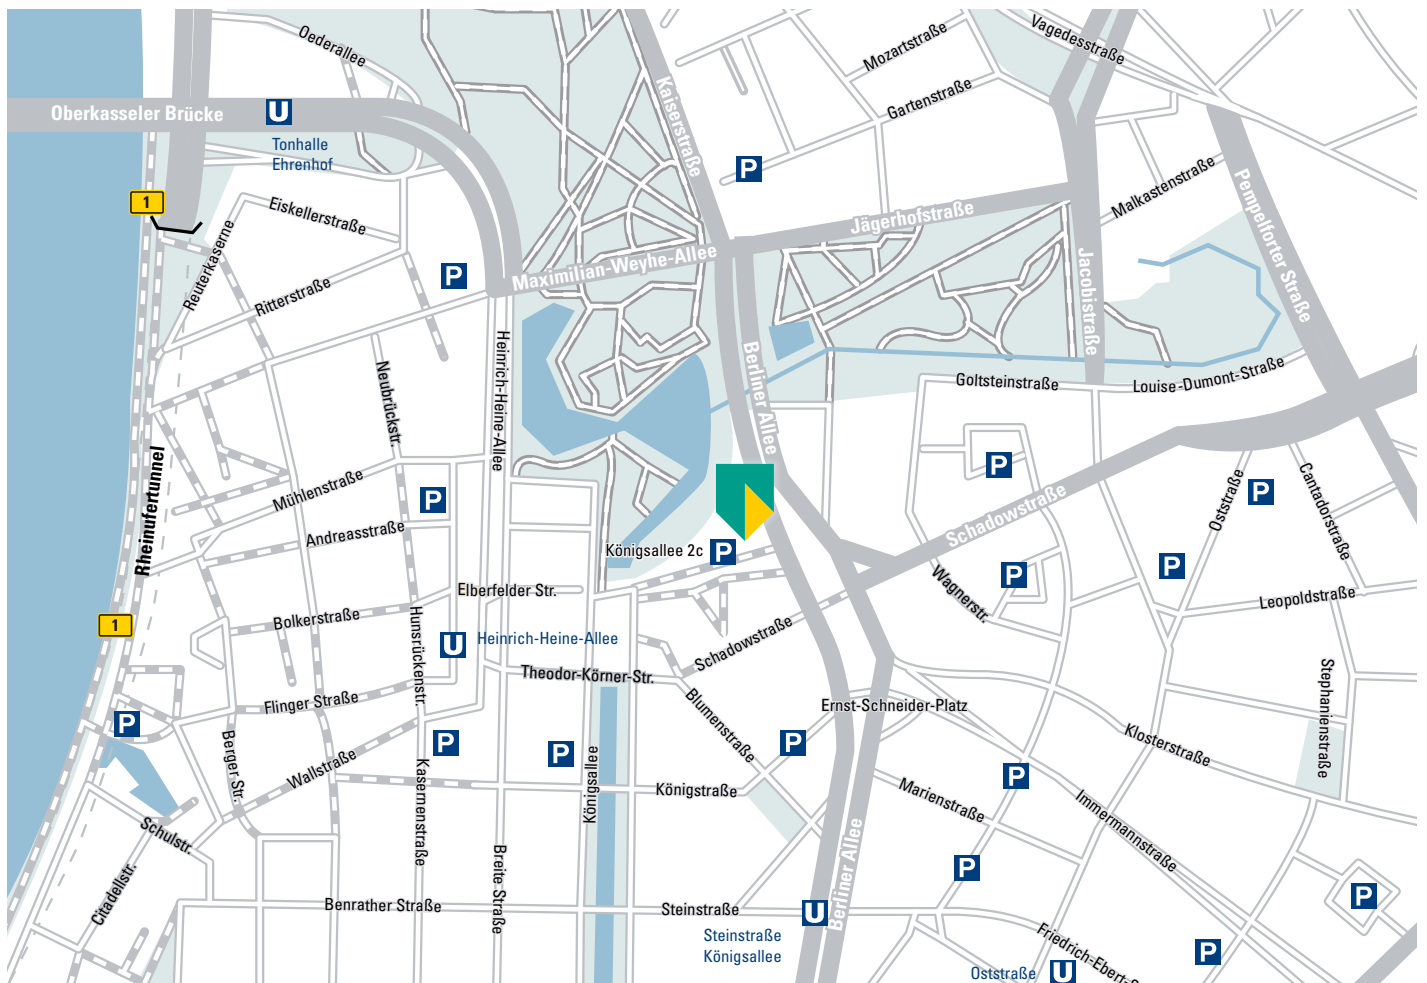 Oederallee
Vagedesstraße
Mozartstraße
Kaiserstraße
Gartenstraße
Oberkasseler Brücke
U
Tonhalle
Ehrenhof
P
Pempelforter Straße
Malkastenstraße
1
Eiskellerstraße
Reuterkaserne
Jägerhofstraße
Jacobistraße
Maximilian-Weyhe-Allee
P
Ritterstraße
Heinrich-Heine-Allee
Neubrückstr.
Berliner Allee
Goltsteinstraße
Louise-Dumont-Straße
Rheinufertunnel
Mühlenstraße
P
P
P
Cantadorstraße
Oststraße
Schadowstraße
Andreasstraße
Königsallee 2c
P
P
P
Wagnerstr.
Elberfelder Str.
Leopoldstraße
1
Bolkerstraße
Hunsrückenstr.
U
Heinrich-Heine-Allee
Schadowstraße
Theodor-Körner-Str.
Stephanienstraße
Flinger Straße
Blumenstraße
Ernst-Schneider-Platz
P
Berger Str.
Wallstraße
P
P
P
Klosterstraße
Kasernenstraße
Königsallee
Königstraße
P
Marienstraße
Immermannstraße
Schulstr.
Breite Straße
Berliner Allee
P
Citadellstr.
Benrather Straße
Steinstraße
U
P
Steinstraße
Königsallee
Friedrich-Ebert-S
P
Oststraße
U